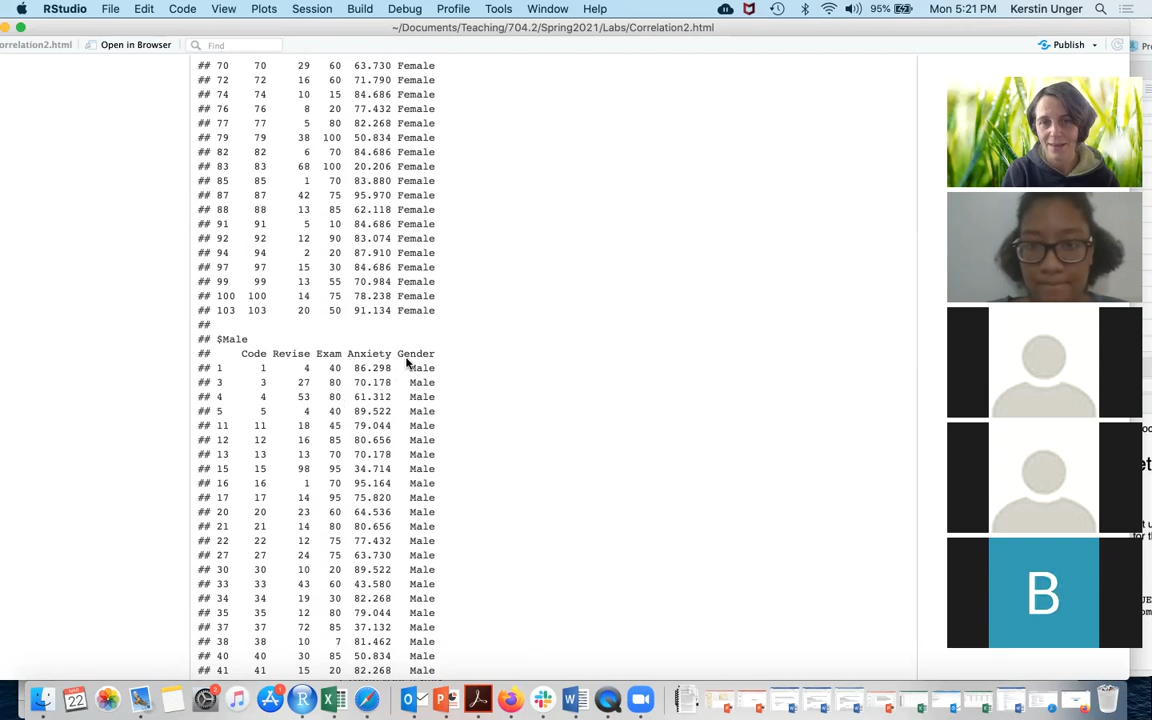 RStudio File Edit Code View Plots Session Build Debug Profile Tools Window Help 95% Mon 5:21 PM Kerstin Unger
~/Documents/Teaching/704.2/Spring2021/Labs/Correlation2.html
orrelation2.html Open in Browser Find Publish Pro
## 70 70 29 60 63.730 Female
## 72 72 16 60 71.790 Female
## 74 74 10 15 84.686 Female
## 76 76 8 20 77.432 Female
## 77 77 5 80 82.268 Female
## 79 79 38 100 50.834 Female
## 82 82 6 70 84.686 Female
## 83 83 68 100 20.206 Female
## 85 85 1 70 83.880 Female
## 87 87 42 75 95.970 Female
## 88 88 13 85 62.118 Female
## 91 91 5 10 84.686 Female
## 92 92 12 90 83.074 Female
## 94 94 2 20 87.910 Female
## 97 97 15 30 84.686 Female
## 99 99 13 55 70.984 Female
## 100 100 14 75 78.238 Female
## 103 103 20 50 91.134 Female
##
## $Male
## Code Revise Exam Anxiety Gender
## 1 1 4 40 86.298 Male
## 3 3 27 80 70.178 Male
## 4 4 53 80 61.312 Male
## 5 5 4 40 89.522 Male
## 11 11 18 45 79.044 Male
## 12 12 16 85 80.656 Male
## 13 13 13 70 70.178 Male
## 15 15 98 95 34.714 Male
## 16 16 1 70 95.164 Male
## 17 17 14 95 75.820 Male
## 20 20 23 60 64.536 Male
## 21 21 14 80 80.656 Male
## 22 22 12 75 77.432 Male
## 27 27 24 75 63.730 Male
## 30 30 10 20 89.522 Male
## 33 33 43 60 43.580 Male
## 34 34 19 30 82.268 Male
## 35 35 12 80 79.044 Male
## 37 37 72 85 37.132 Male
## 38 38 10 7 81.462 Male
## 40 40 30 85 50.834 Male
## 41 41 15 20 82.268 Male
B
22